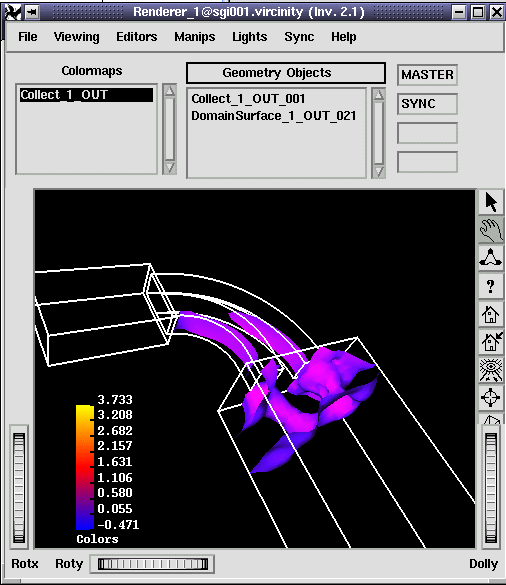 Renderer_1@sgi001.vircinity (Inv. 2.1)
File Viewing Editors Manips Lights Sync Help
Colormaps
Collect_1_OUT
Geometry Objects
Collect_1_OUT_001
DomainSurface_1_OUT_021
MASTER
SYNC
?
3.733
3.208
2.682
2.157
1.631
1.106
0.580
0.055
-0.471
Colors
Rotx Roty Dolly